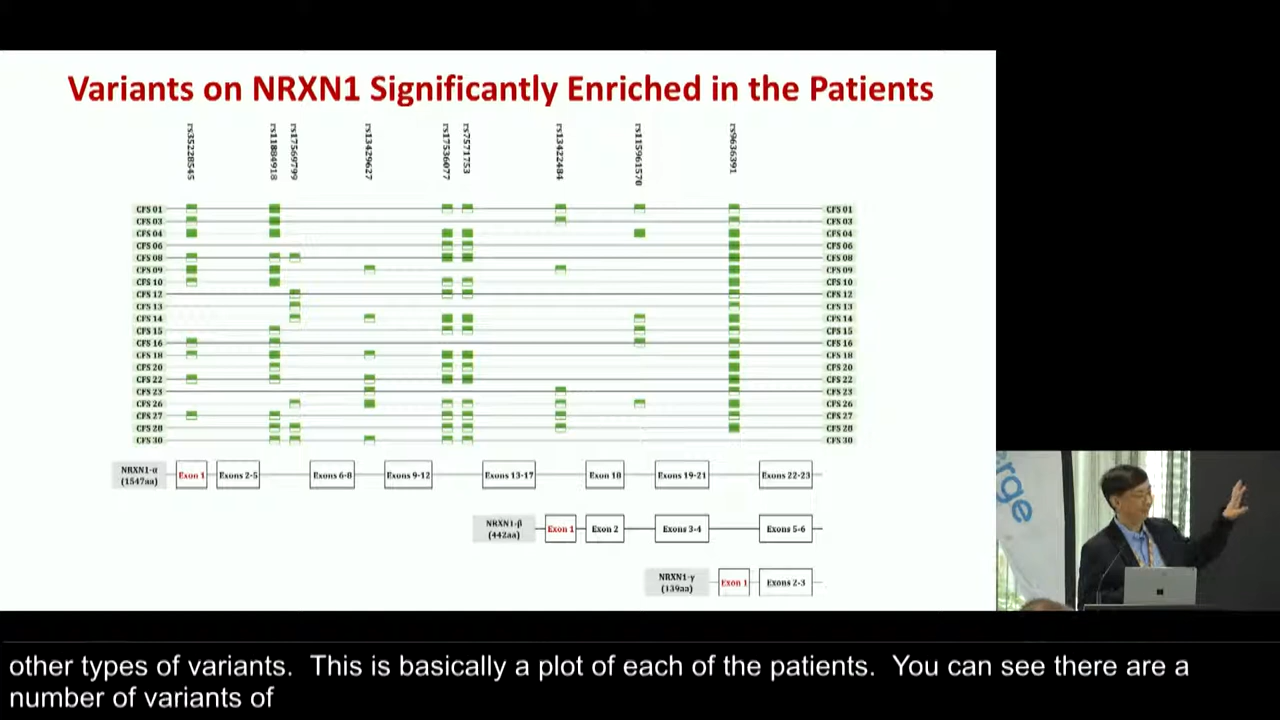 Variants on NRXN1 Significantly Enriched in the Patients
rs35228545
rs11884918
rs17569799
rs13429627
rs17536077
rs7571753
rs13422484
rs115961570
rs9636391
CFS 01 CFS 01
CFS 03 CFS 03
CFS 04 CFS 04
CFS 06 CFS 06
CFS 08 CFS 08
CFS 09 CFS 09
CFS 10 CFS 10
CFS 12 CFS 12
CFS 13 CFS 13
CFS 14 CFS 14
CFS 15 CFS 15
CFS 16 CFS 16
CFS 18 CFS 18
CFS 20 CFS 20
CFS 22 CFS 22
CFS 23 CFS 23
CFS 26 CFS 26
CFS 27 CFS 27
CFS 28 CFS 28
CFS 30 CFS 30
NRXN1-α
(1547aa)
Exon 1 Exons 2-5 Exons 6-8 Exons 9-12 Exons 13-17 Exon 18 Exons 19-21 Exons 22-23
NRXN1-β
(442aa)
Exon 1 Exon 2 Exons 3-4 Exons 5-6
NRXN1-γ
(139aa)
Exon 1 Exons 2-3
erge
other types of variants. This is basically a plot of each of the patients. You can see there are a
number of variants of